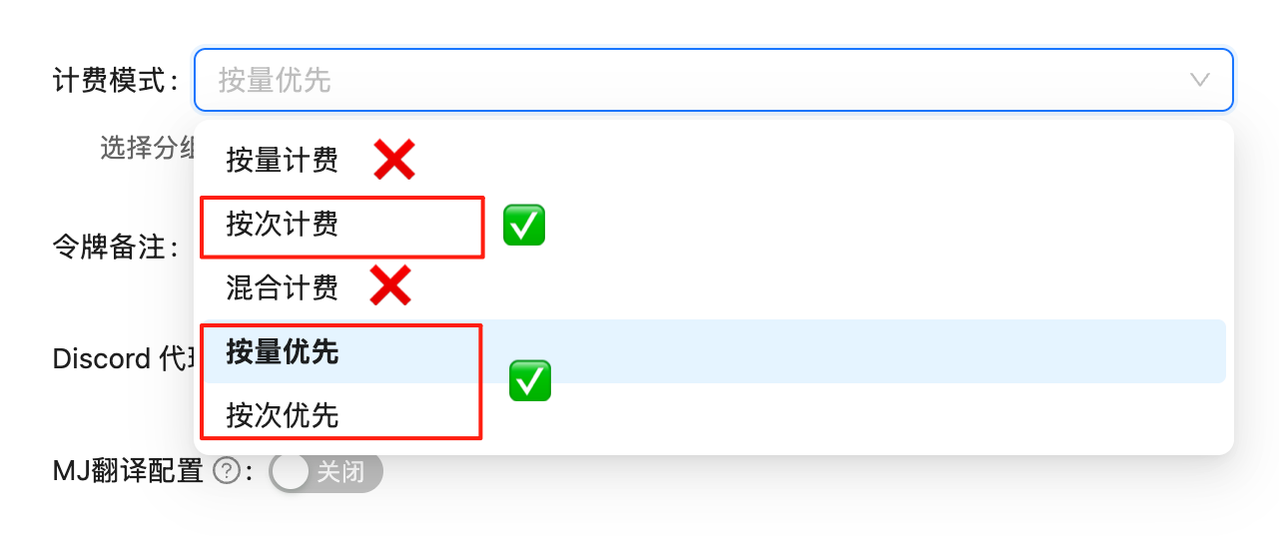 计费模式：
按量优先
选择分组
按量计费
按次计费
令牌备注：
混合计费
按量优先
Discord 代理
按次优先
MJ翻译配置 ? ：
关闭